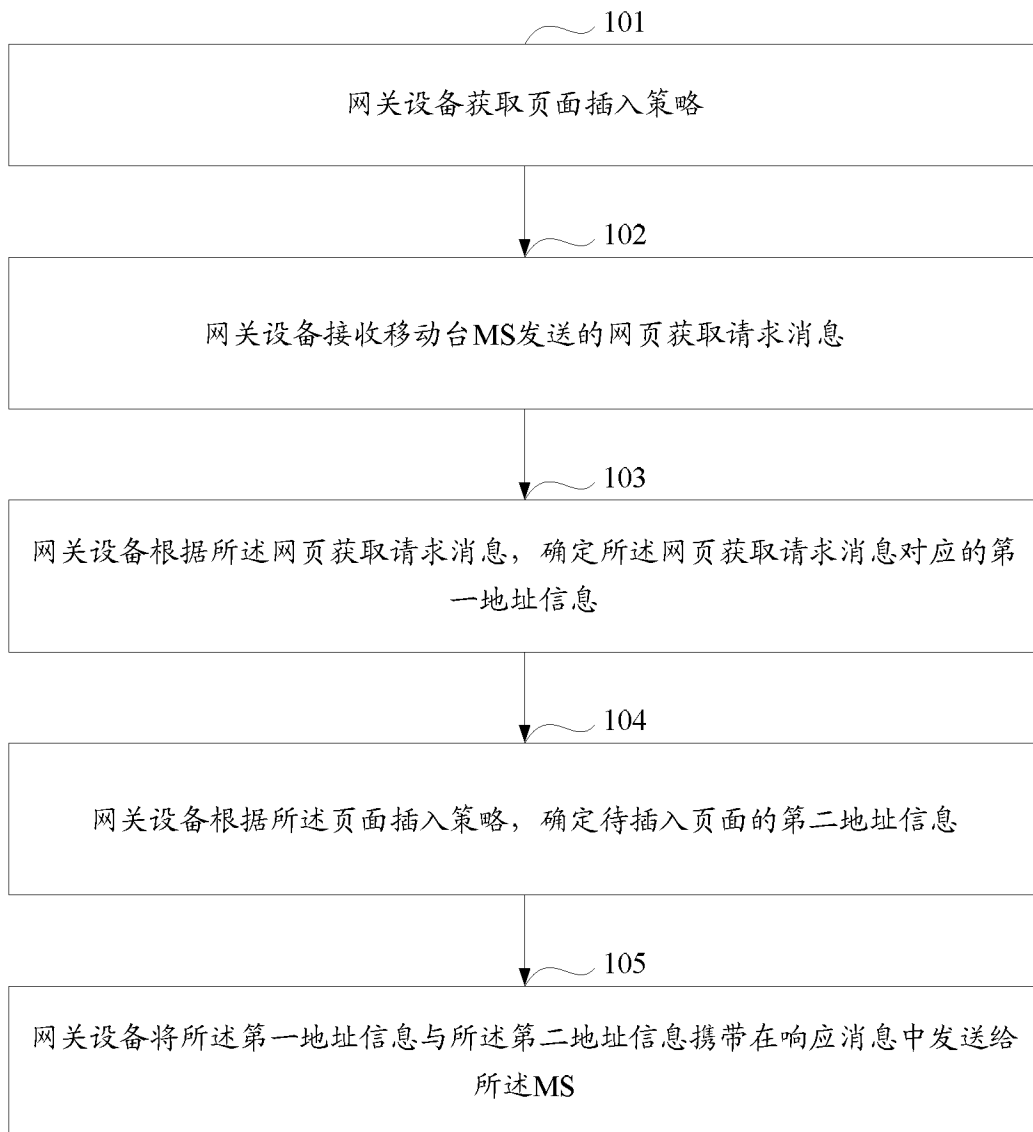 101
网关设备获取页面插入策略
102
网关设备接收移动台MS发送的网页获取请求消息
103
网关设备根据所述网页获取请求消息，确定所述网页获取请求消息对应的第
一地址信息
104
网关设备根据所述页面插入策略，确定待插入页面的第二地址信息
105
网关设备将所述第一地址信息与所述第二地址信息携带在响应消息中发送给
所述MS